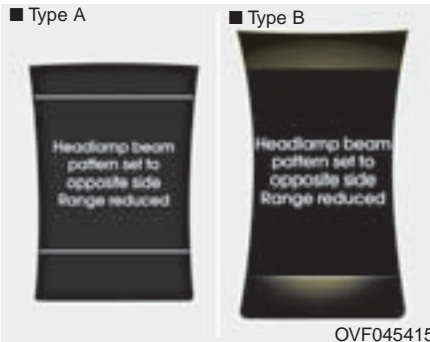 ■ Type A
■ Type B
Headlamp beam
pattern set to
opposite side
Range reduced
Headlamp beam
pattern set to
opposite side
Range reduced
OVF045415